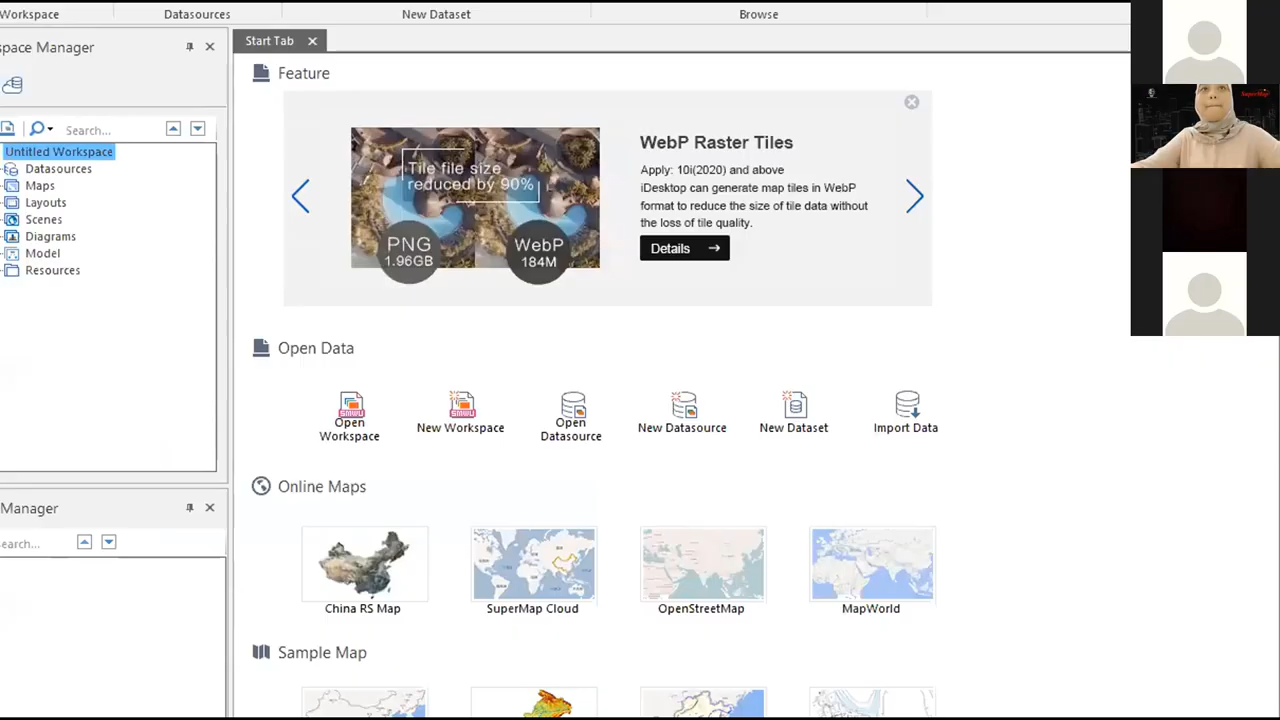 Workspace
Datasources
New Dataset
Browse
space Manager
Start Tab
Search...
Untitled Workspace
Datasources
Maps
Layouts
Scenes
Diagrams
Model
Resources
Manager
earch...
Feature
Tile file size
reduced by 90%
PNG
1.96GB
WebP
184M
WebP Raster Tiles
Apply: 10i(2020) and above
iDesktop can generate map tiles in WebP
format to reduce the size of tile data without
the loss of tile quality.
Details
Open Data
SMWU
Open
Workspace
SMWU
New Workspace
Open
Datasource
New Datasource
New Dataset
Import Data
Online Maps
China RS Map
SuperMap Cloud
OpenStreetMap
MapWorld
Sample Map
SuperMap